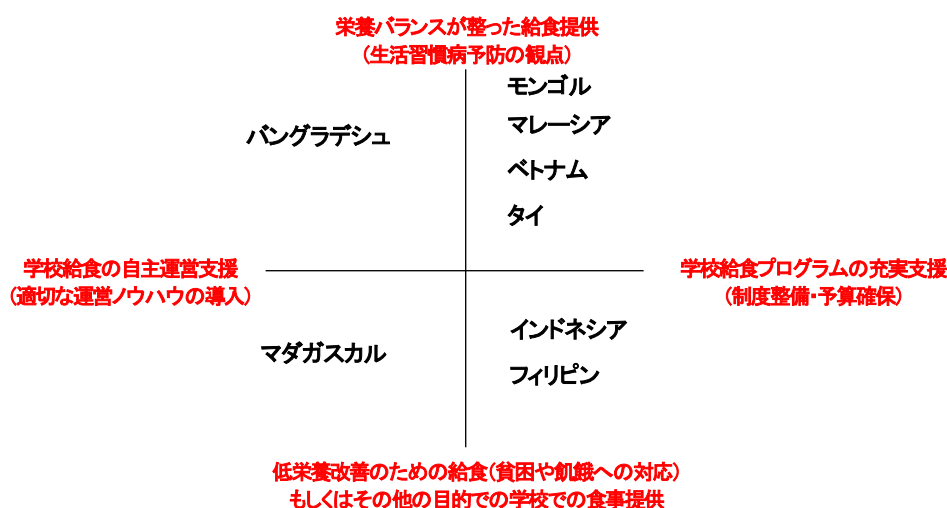 栄養バランスが整った給食提供
(生活習慣病予防の観点)
モンゴル
マレーシア
バングラデシュ
ベトナム
タイ
学校給食の自主運営支援
(適切な運営ノウハウの導入)
学校給食プログラムの充実支援
(制度整備・予算確保)
インドネシア
マダガスカル
フィリピン
低栄養改善のための給食(貧困や飢餓への対応)
もしくはその他の目的での学校での食事提供